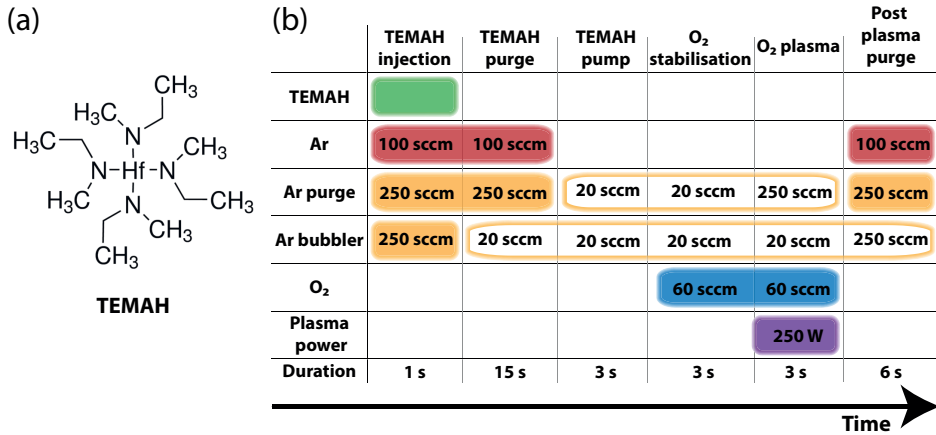 (a)
CH₃
H₃C
H₃C
CH₃
N
N
Hf
N
H₃C
N
CH₃
CH₃
CH₃
TEMAH
(b)
TEMAH injection TEMAH purge TEMAH pump O₂ stabilisation O₂ plasma Post plasma purge
TEMAH
Ar 100 sccm 100 sccm 100 sccm
Ar purge 250 sccm 250 sccm 20 sccm 20 sccm 250 sccm 250 sccm
Ar bubbler 250 sccm 20 sccm 20 sccm 20 sccm 20 sccm 250 sccm
O₂ 60 sccm 60 sccm
Plasma power 250 W
Duration 1 s 15 s 3 s 3 s 3 s 6 s
Time